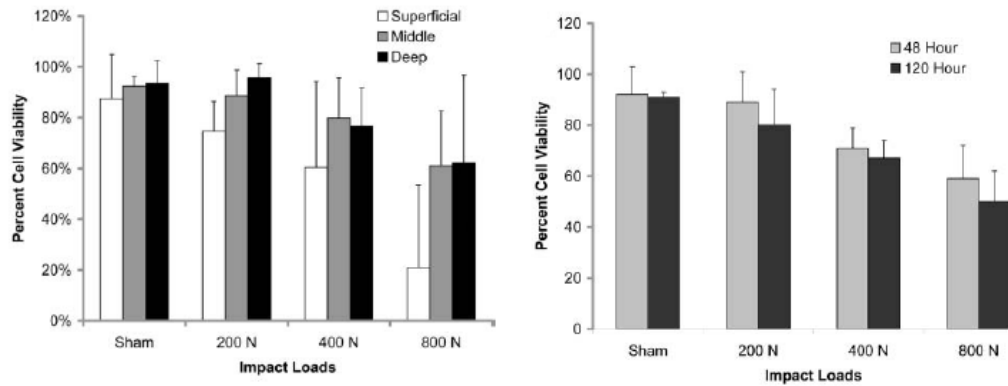 120%
100%
80%
60%
40%
20%
0%
Percent Cell Viability
Superficial
Middle
Deep
Sham 200 N 400 N 800 N
Impact Loads
120
100
80
60
40
20
0
Percent Cell Viability
48 Hour
120 Hour
Sham 200 N 400 N 800 N
Impact Loads